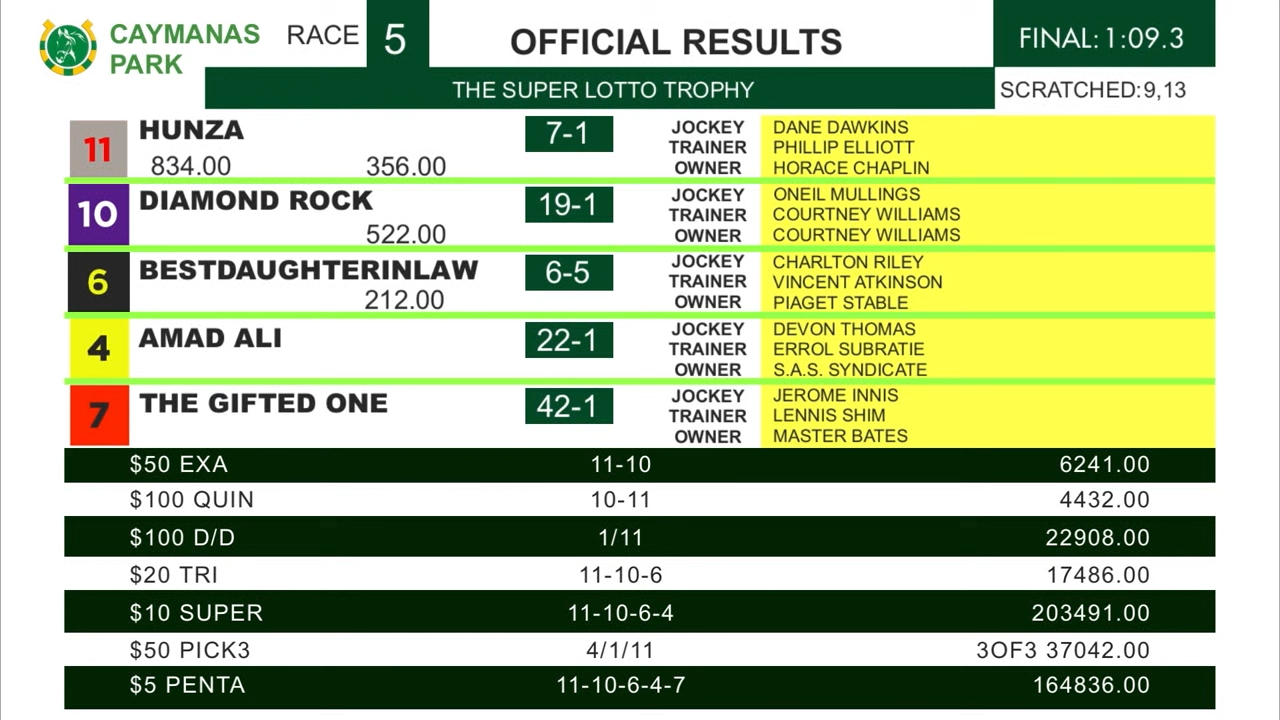 CAYMANAS PARK
RACE 5
OFFICIAL RESULTS
FINAL: 1:09.3
THE SUPER LOTTO TROPHY
SCRATCHED: 9,13
11 HUNZA 7-1 JOCKEY DANE DAWKINS
TRAINER PHILLIP ELLIOTT
834.00 356.00 OWNER HORACE CHAPLIN
10 DIAMOND ROCK 19-1 JOCKEY ONEIL MULLINGS
TRAINER COURTNEY WILLIAMS
522.00 OWNER COURTNEY WILLIAMS
6 BESTDAUGHTERINLAW 6-5 JOCKEY CHARLTON RILEY
TRAINER VINCENT ATKINSON
212.00 OWNER PIAGET STABLE
4 AMAD ALI 22-1 JOCKEY DEVON THOMAS
TRAINER ERROL SUBRATIE
OWNER S.A.S. SYNDICATE
7 THE GIFTED ONE 42-1 JOCKEY JEROME INNIS
TRAINER LENNIS SHIM
OWNER MASTER BATES
$50 EXA 11-10 6241.00
$100 QUIN 10-11 4432.00
$100 D/D 1/11 22908.00
$20 TRI 11-10-6 17486.00
$10 SUPER 11-10-6-4 203491.00
$50 PICK3 4/1/11 3OF3 37042.00
$5 PENTA 11-10-6-4-7 164836.00